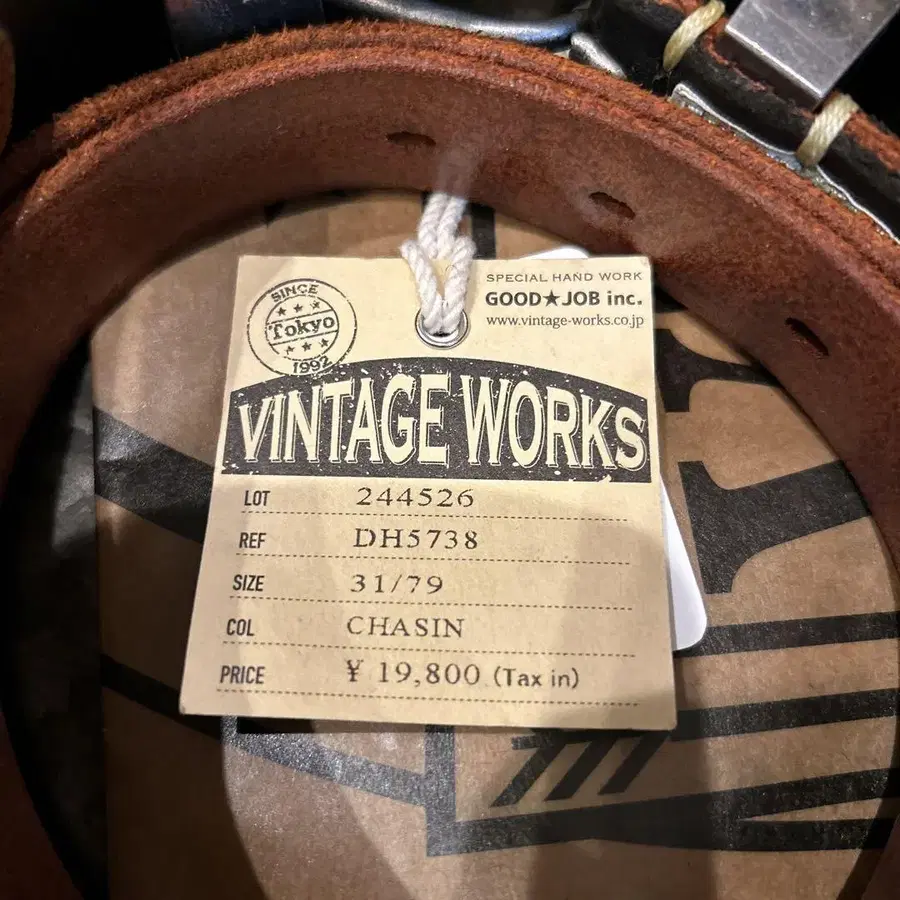 SINCE
Tokyo
1992
SPECIAL HAND WORK
GOOD★JOB inc.
www.vintage-works.co.jp
VINTAGE WORKS
LOT 244526
REF DH5738
SIZE 31/79
COL CHASIN
PRICE ¥ 19,800 (Tax in)